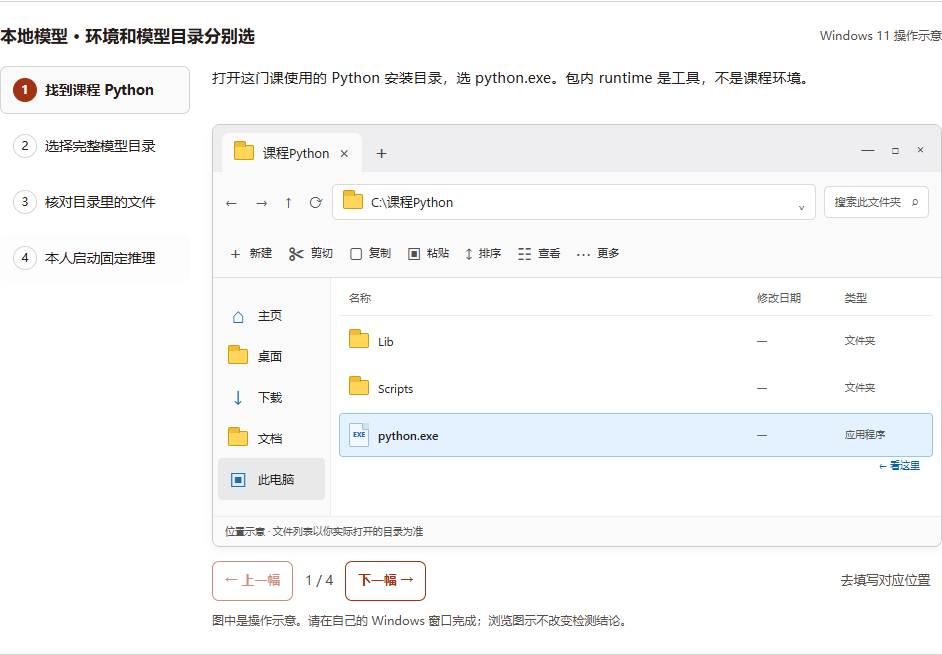 本地模型・环境和模型目录分别选
Windows 11 操作示意
1 找到课程 Python
2 选择完整模型目录
3 核对目录里的文件
4 本人启动固定推理
打开这门课使用的 Python 安装目录，选 python.exe。包内 runtime 是工具，不是课程环境。
课程Python × +
← → ↑ ⟳ C:\课程Python
搜索此文件夹
+ 新建 剪切 复制 粘贴 ↕ 排序 查看 … 更多
主页
桌面
↓ 下载
文档
此电脑
名称 修改日期 类型
Lib — 文件夹
Scripts — 文件夹
EXE python.exe — 应用程序
← 看这里
位置示意 · 文件列表以你实际打开的目录为准
← 上一幅 1 / 4 下一幅 →
去填写对应位置
图中是操作示意。请在自己的 Windows 窗口完成；浏览图示不改变检测结论。